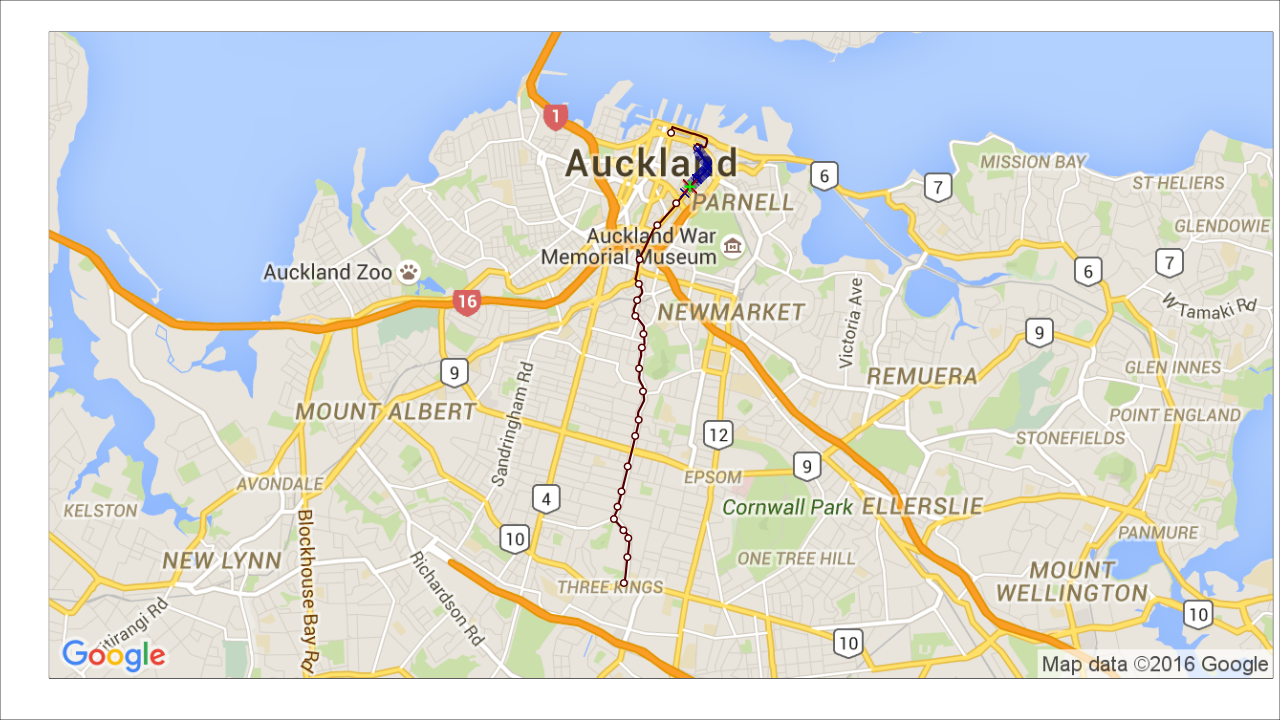 1
Auckland
6
7
MISSION BAY
ST HELIERS
PARNELL
GLENDOWIE
Auckland War
Memorial Museum
Auckland Zoo
6
7
16
NEWMARKET
Victoria Ave
W Tamaki Rd
9
9
REMUERA
GLEN INNES
MOUNT ALBERT
Sandringham Rd
POINT ENGLAND
12
STONEFIELDS
9
EPSOM
AVONDALE
4
Cornwall Park
ELLERSLIE
KELSTON
Blockhouse Bay Rd
10
PANMURE
NEW LYNN
Richardson Rd
ONE TREE HILL
THREE KINGS
MOUNT
WELLINGTON
10
10
Google
Map data ©2016 Google